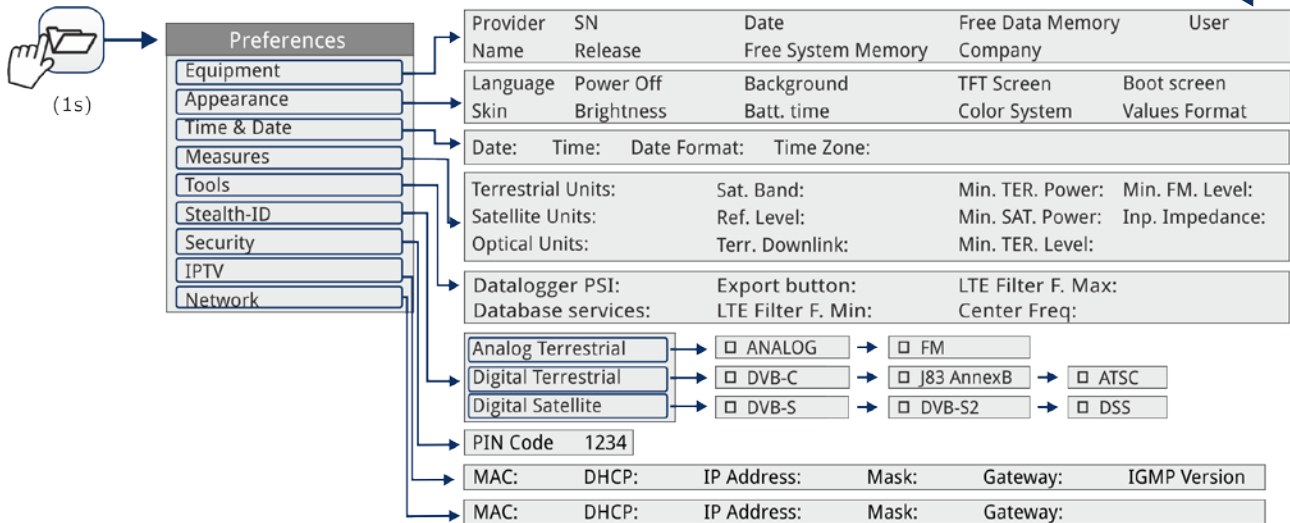 (1s)
Preferences
Equipment
Appearance
Time & Date
Measures
Tools
Stealth-ID
Security
IPTV
Network
Provider SN Date Free Data Memory User
Name Release Free System Memory Company
Language Power Off Background TFT Screen Boot screen
Skin Brightness Batt. time Color System Values Format
Date: Time: Date Format: Time Zone:
Terrestrial Units: Sat. Band: Min. TER. Power: Min. FM. Level:
Satellite Units: Ref. Level: Min. SAT. Power: Inp. Impedance:
Optical Units: Terr. Downlink: Min. TER. Level:
Datalogger PSI: Export button: LTE Filter F. Max:
Database services: LTE Filter F. Min: Center Freq:
Analog Terrestrial ANALOG FM
Digital Terrestrial DVB-C J83 AnnexB ATSC
Digital Satellite DVB-S DVB-S2 DSS
PIN Code 1234
MAC: DHCP: IP Address: Mask: Gateway: IGMP Version
MAC: DHCP: IP Address: Mask: Gateway: